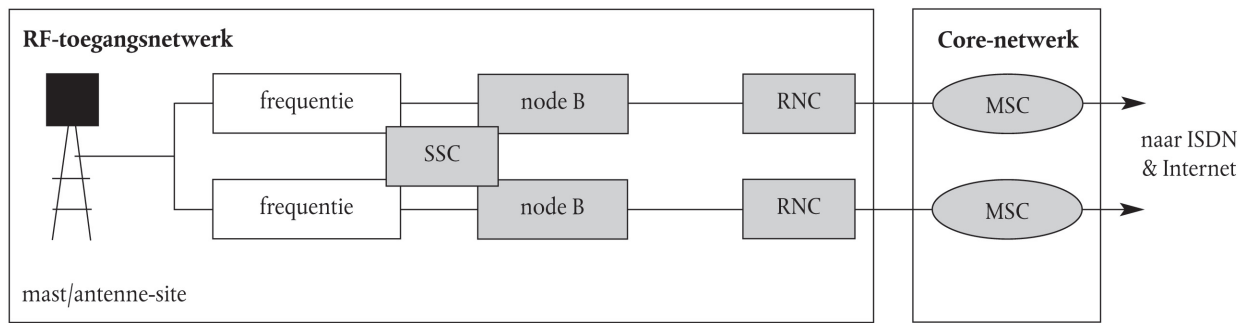 RF-toegangsnetwerk
Core-netwerk
frequentie
node B
RNC
MSC
SSC
naar ISDN
& Internet
frequentie
node B
RNC
MSC
mast/antenne-site